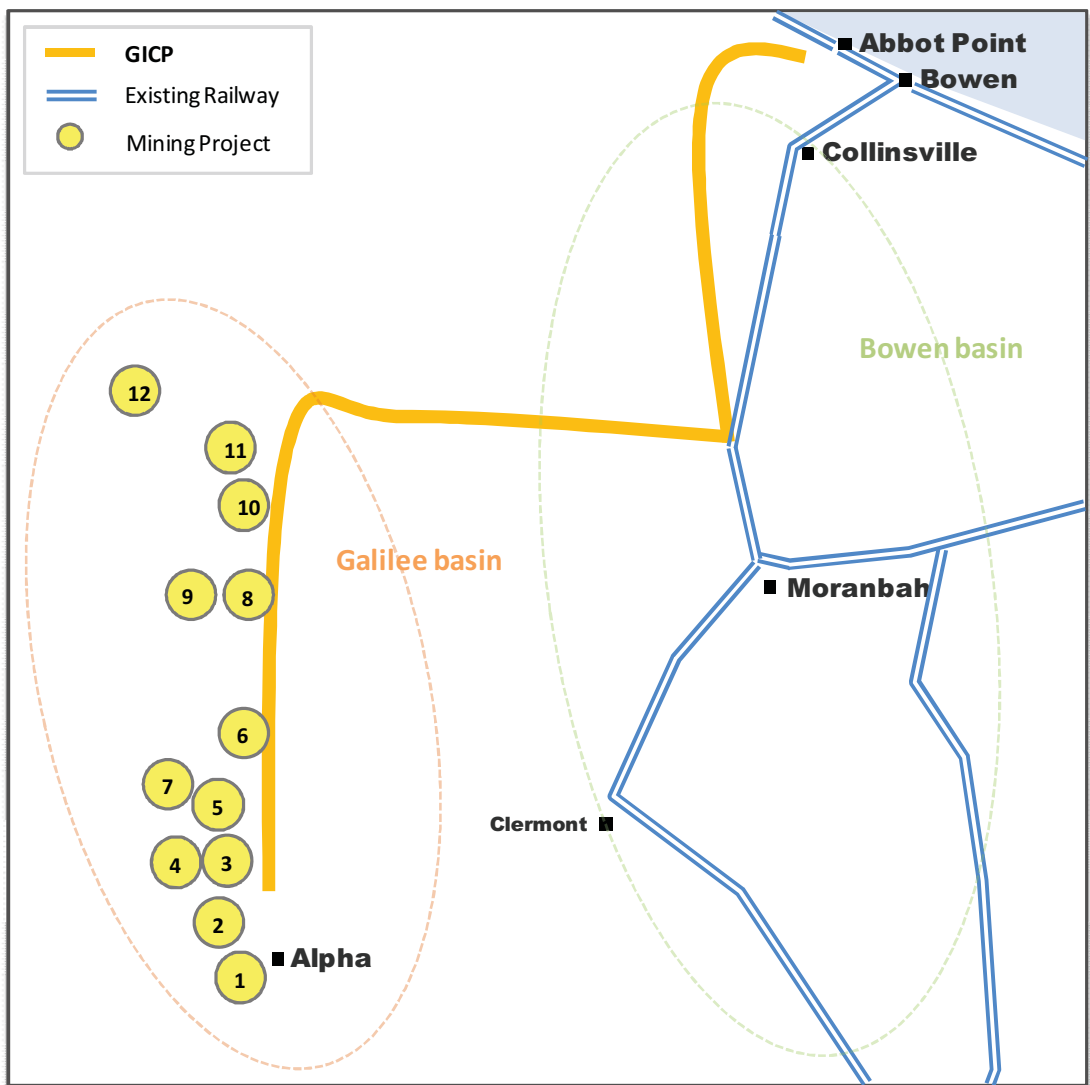 GICP
Existing Railway
Mining Project
Abbot Point
Bowen
Collinsville
Bowen basin
12
11
10
Galilee basin
9
8
Moranbah
6
7
5
Clermont
4
3
2
Alpha
1